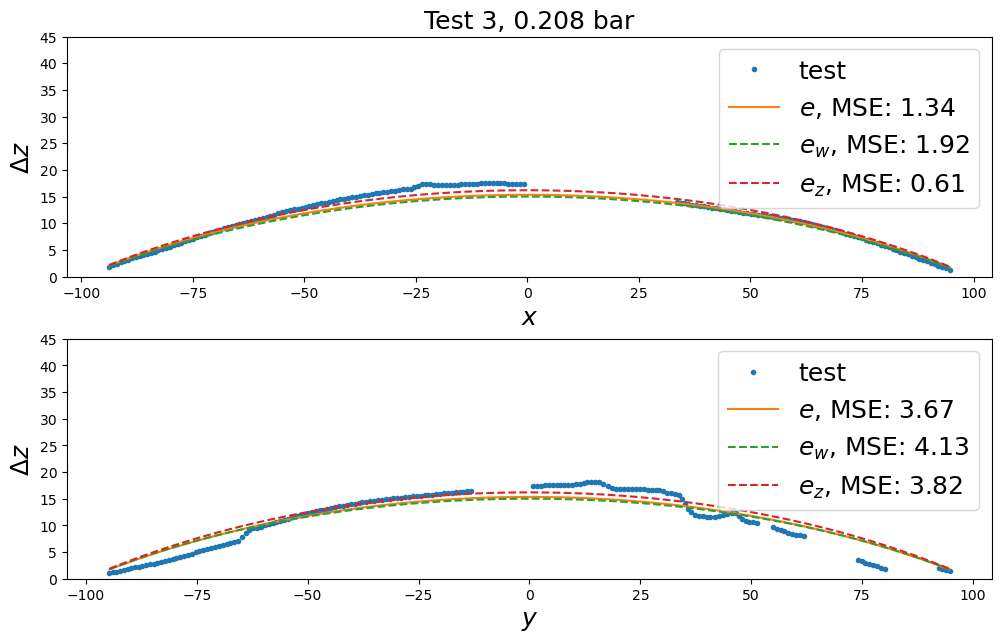 Test 3, 0.208 bar
45
40
35
30
25
20
15
10
5
0
Δz
test
e, MSE: 1.34
e_w, MSE: 1.92
e_z, MSE: 0.61
−100 −75 −50 −25 0 25 50 75 100
x
45
40
35
30
25
20
15
10
5
0
Δz
test
e, MSE: 3.67
e_w, MSE: 4.13
e_z, MSE: 3.82
−100 −75 −50 −25 0 25 50 75 100
y